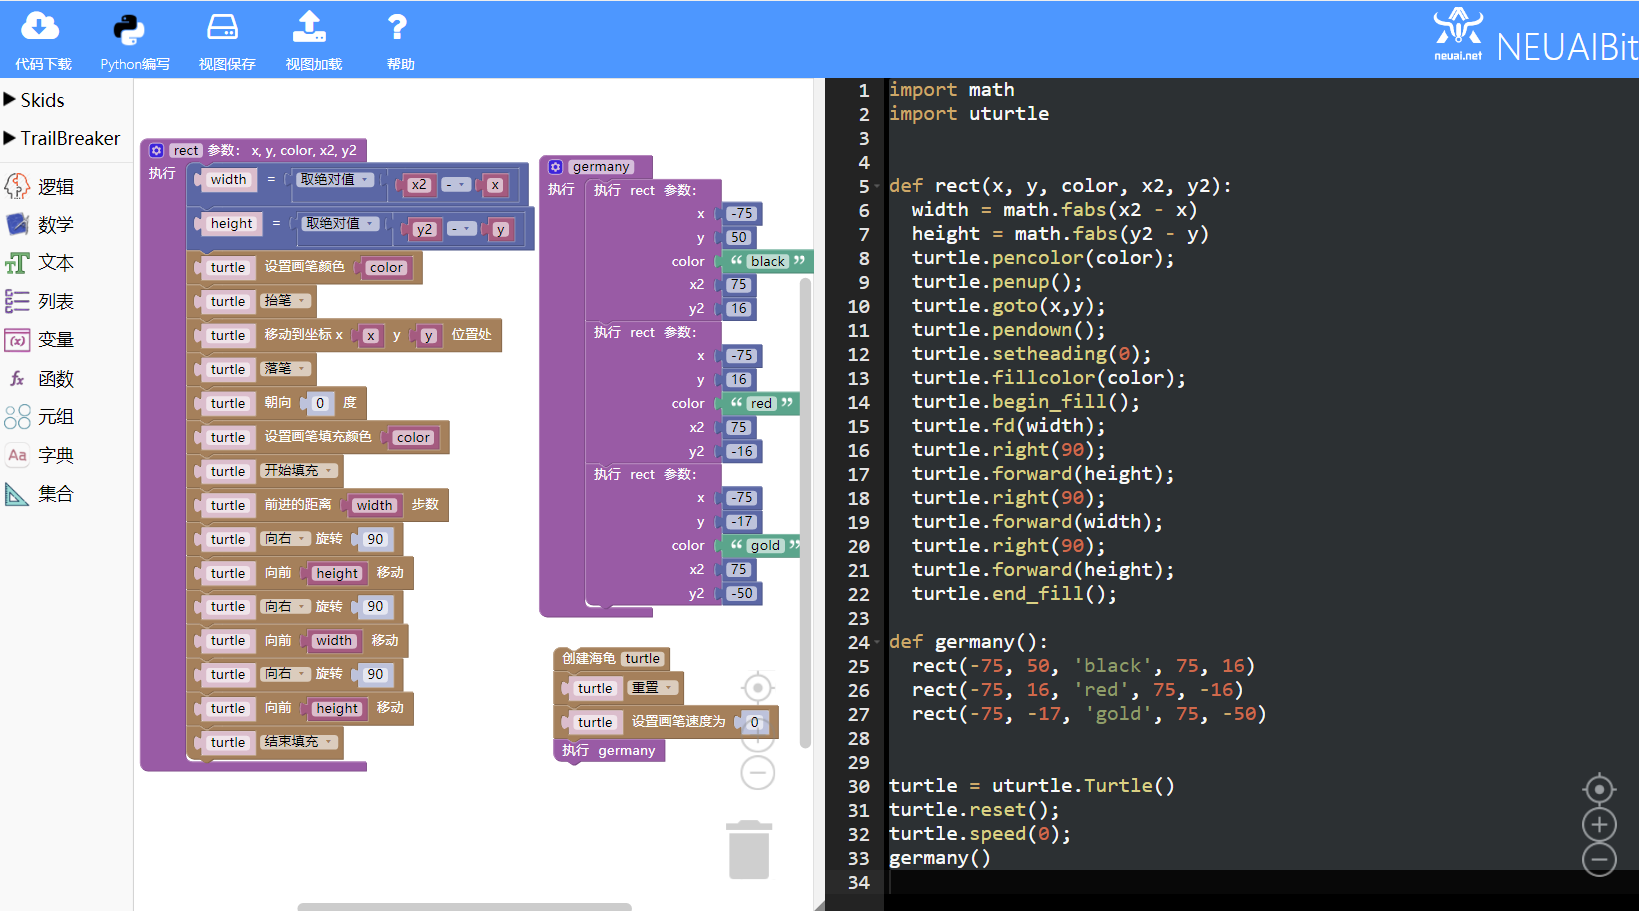 代码下载
Python编写
视图保存
视图加载
?
帮助
neuai.net
NEUAIBit
Skids
TrailBreaker
逻辑
数学
文本
列表
(x) 变量
fx 函数
元组
Aa 字典
集合
rect 参数: x, y, color, x2, y2
执行
width = 取绝对值 x2 - x
height = 取绝对值 y2 - y
turtle 设置画笔颜色 color
turtle 抬笔
turtle 移动到坐标 x x y y 位置处
turtle 落笔
turtle 朝向 0 度
turtle 设置画笔填充颜色 color
turtle 开始填充
turtle 前进的距离 width 步数
turtle 向右 旋转 90
turtle 向前 height 移动
turtle 向右 旋转 90
turtle 向前 width 移动
turtle 向右 旋转 90
turtle 向前 height 移动
turtle 结束填充
germany
执行 执行 rect 参数:
x -75
y 50
color “ black ”
x2 75
y2 16
执行 rect 参数:
x -75
y 16
color “ red ”
x2 75
y2 -16
执行 rect 参数:
x -75
y -17
color “ gold ”
x2 75
y2 -50
创建海龟 turtle
turtle 重置
turtle 设置画笔速度为 0
执行 germany
1 import math
2 import uturtle
3
4
5 def rect(x, y, color, x2, y2):
6 width = math.fabs(x2 - x)
7 height = math.fabs(y2 - y)
8 turtle.pencolor(color);
9 turtle.penup();
10 turtle.goto(x,y);
11 turtle.pendown();
12 turtle.setheading(0);
13 turtle.fillcolor(color);
14 turtle.begin_fill();
15 turtle.fd(width);
16 turtle.right(90);
17 turtle.forward(height);
18 turtle.right(90);
19 turtle.forward(width);
20 turtle.right(90);
21 turtle.forward(height);
22 turtle.end_fill();
23
24 def germany():
25 rect(-75, 50, 'black', 75, 16)
26 rect(-75, 16, 'red', 75, -16)
27 rect(-75, -17, 'gold', 75, -50)
28
29
30 turtle = uturtle.Turtle()
31 turtle.reset();
32 turtle.speed(0);
33 germany()
34